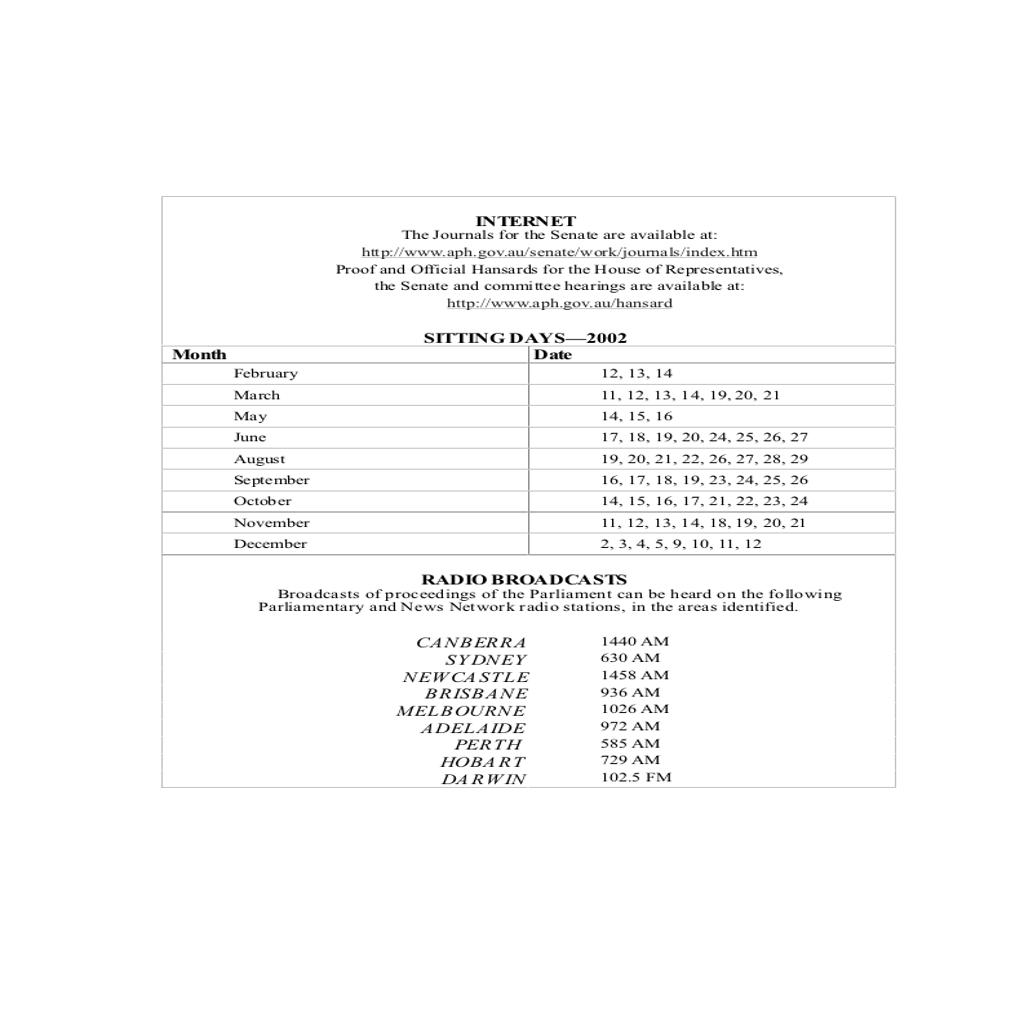 INTERNET
The Journals for the Senate are available at:
http://www.aph.gov.au/senate/work/journals/index.htm
Proof and Official Hansards for the House of Representatives,
the Senate and committee hearings are available at:
http://www.aph.gov.au/hansard
SITTING DAYS—2002
Month Date
February 12, 13, 14
March 11, 12, 13, 14, 19, 20, 21
May 14, 15, 16
June 17, 18, 19, 20, 24, 25, 26, 27
August 19, 20, 21, 22, 26, 27, 28, 29
September 16, 17, 18, 19, 23, 24, 25, 26
October 14, 15, 16, 17, 21, 22, 23, 24
November 11, 12, 13, 14, 18, 19, 20, 21
December 2, 3, 4, 5, 9, 10, 11, 12
RADIO BROADCASTS
Broadcasts of proceedings of the Parliament can be heard on the following
Parliamentary and News Network radio stations, in the areas identified.
CANBERRA 1440 AM
SYDNEY 630 AM
NEWCASTLE 1458 AM
BRISBANE 936 AM
MELBOURNE 1026 AM
ADELAIDE 972 AM
PERTH 585 AM
HOBART 729 AM
DARWIN 102.5 FM